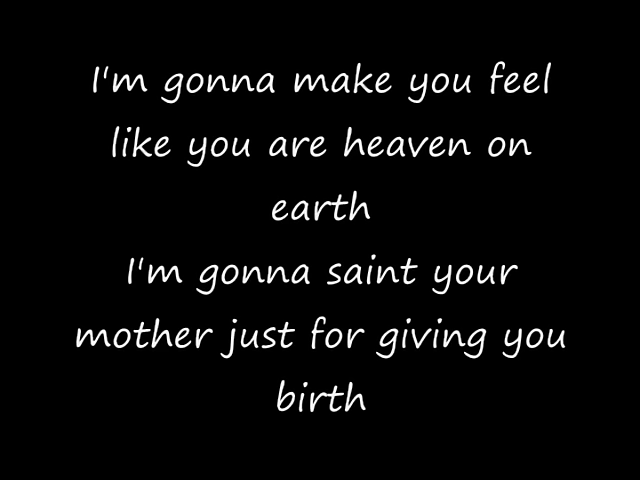 I'm gonna make you feel
like you are heaven on
earth
I'm gonna saint your
mother just for giving you
birth